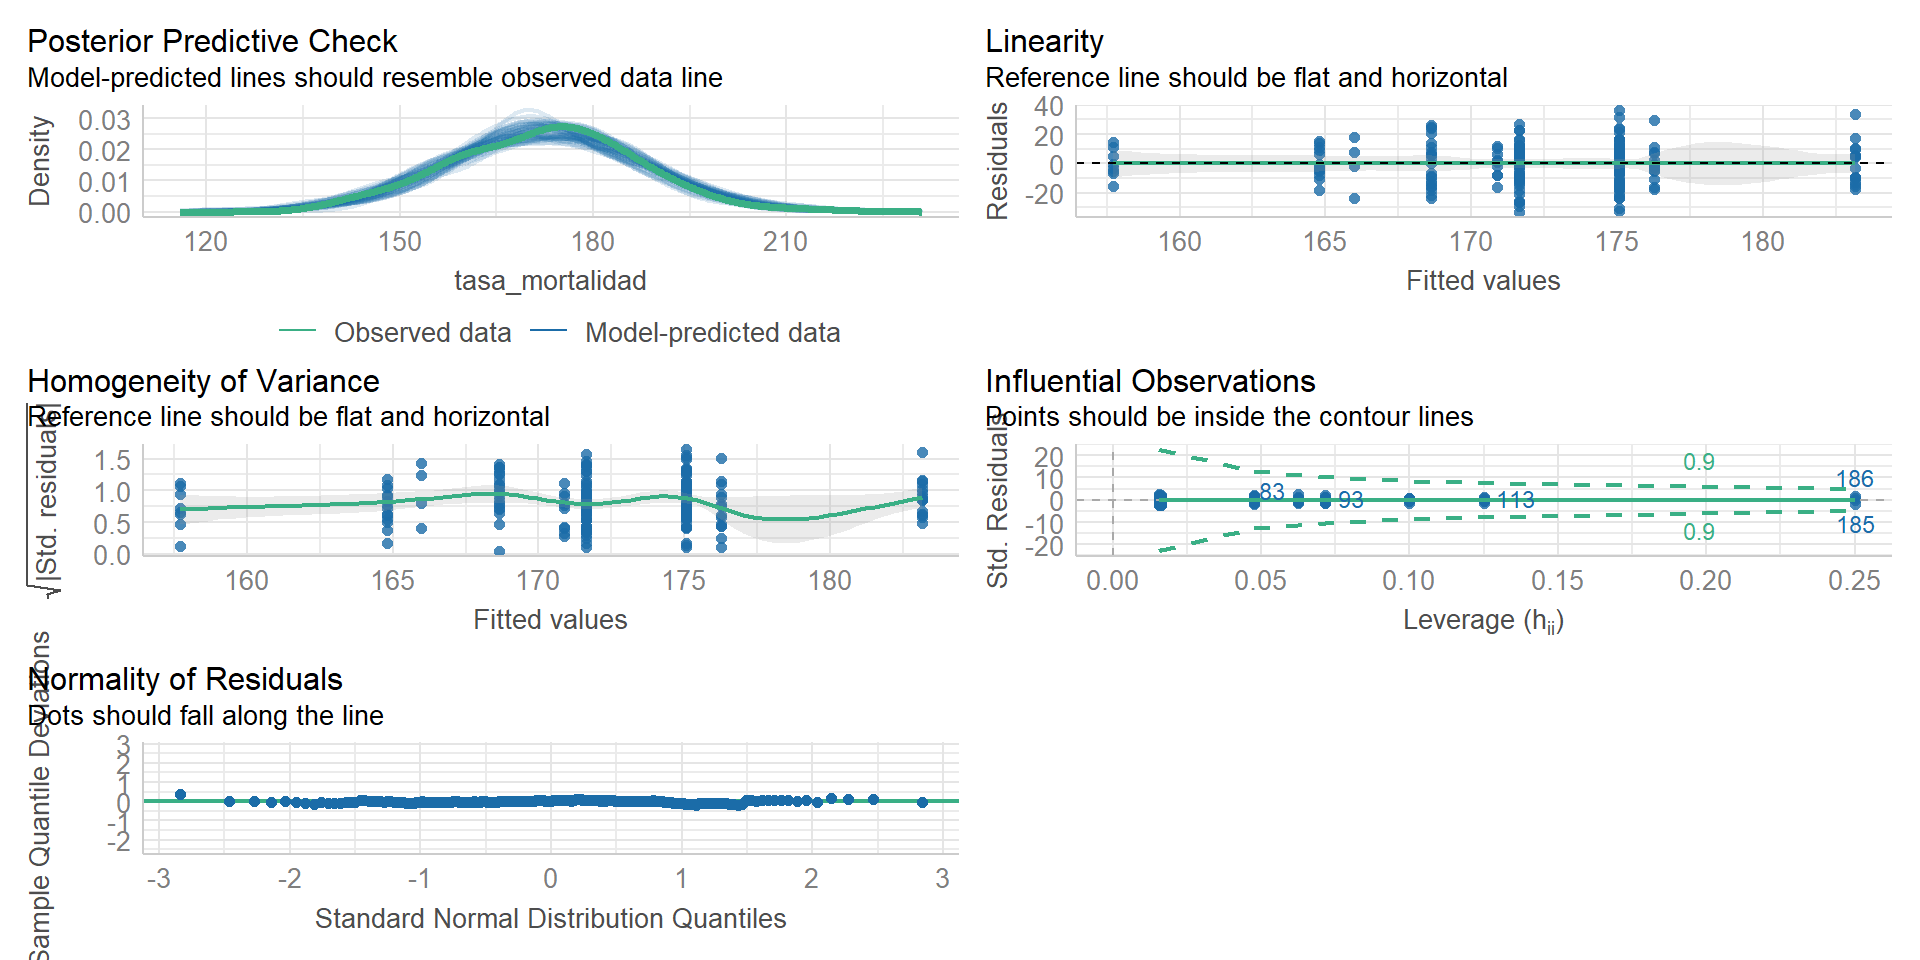 Posterior Predictive Check
Model-predicted lines should resemble observed data line
Density
0.03
0.02
0.01
0.00
120 150 180 210
tasa_mortalidad
Observed data Model-predicted data
Linearity
Reference line should be flat and horizontal
Residuals
40
20
0
-20
160 165 170 175 180
Fitted values
Homogeneity of Variance
Reference line should be flat and horizontal
√|Std. residuals|
1.5
1.0
0.5
0.0
160 165 170 175 180
Fitted values
Influential Observations
Points should be inside the contour lines
Std. Residuals
20
10
0
-10
-20
0.9
186
83
93
113
185
0.9
0.00 0.05 0.10 0.15 0.20 0.25
Leverage (hii)
Normality of Residuals
Dots should fall along the line
Sample Quantile Deviations
3
2
1
0
-1
-2
-3 -2 -1 0 1 2 3
Standard Normal Distribution Quantiles